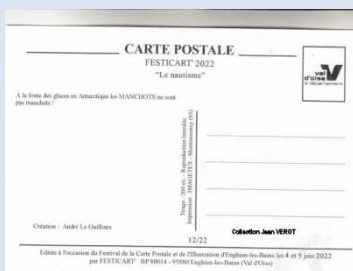 CARTE POSTALE
FESTICART' 2022
"Le nautisme"
val
d'oise
le département
À la fonte des glaces en Antarctique les MANCHOTS ne sont
pas manchots !
Tirage : 200 ex. - Reproduction interdite
Impression IMAGETEX - Montmorency (95)
Collection Jean VEROT
Création : André Le Guilloux
12/22
Editée à l'occasion du Festival de la Carte Postale et de l'Illustration d'Enghien-les-Bains les 4 et 5 juin 2022
par FESTICART' BP 80014 - 95880 Enghien-les-Bains (Val d'Oise)